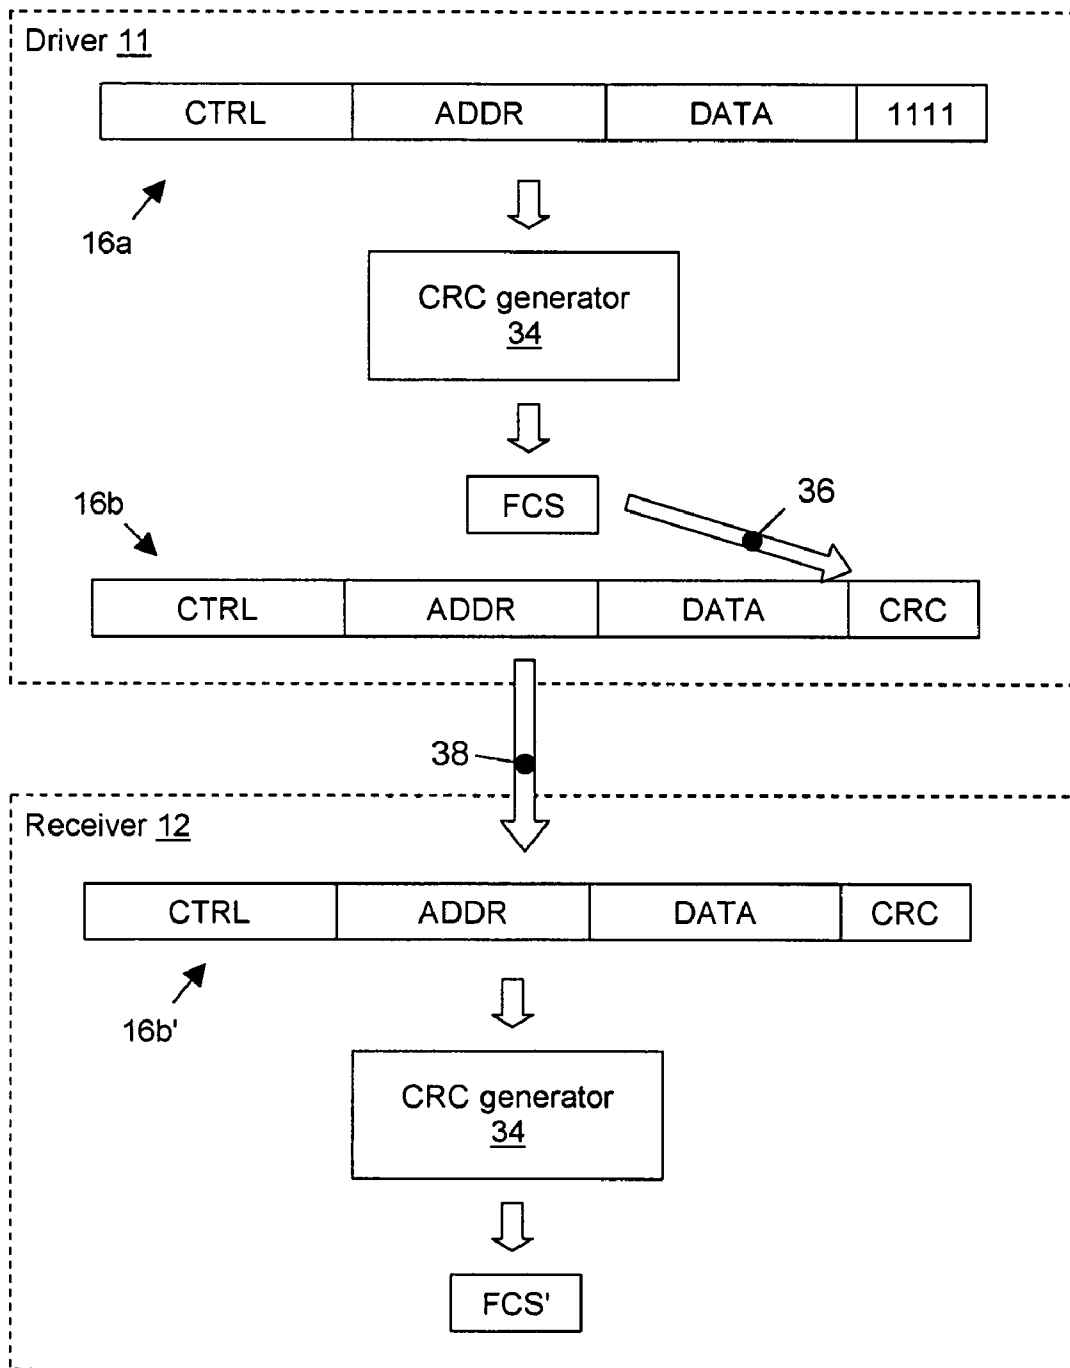 Driver 11
CTRL ADDR DATA 1111
16a
CRC generator
34
FCS
36
16b
CTRL ADDR DATA CRC
38
Receiver 12
CTRL ADDR DATA CRC
16b'
CRC generator
34
FCS'